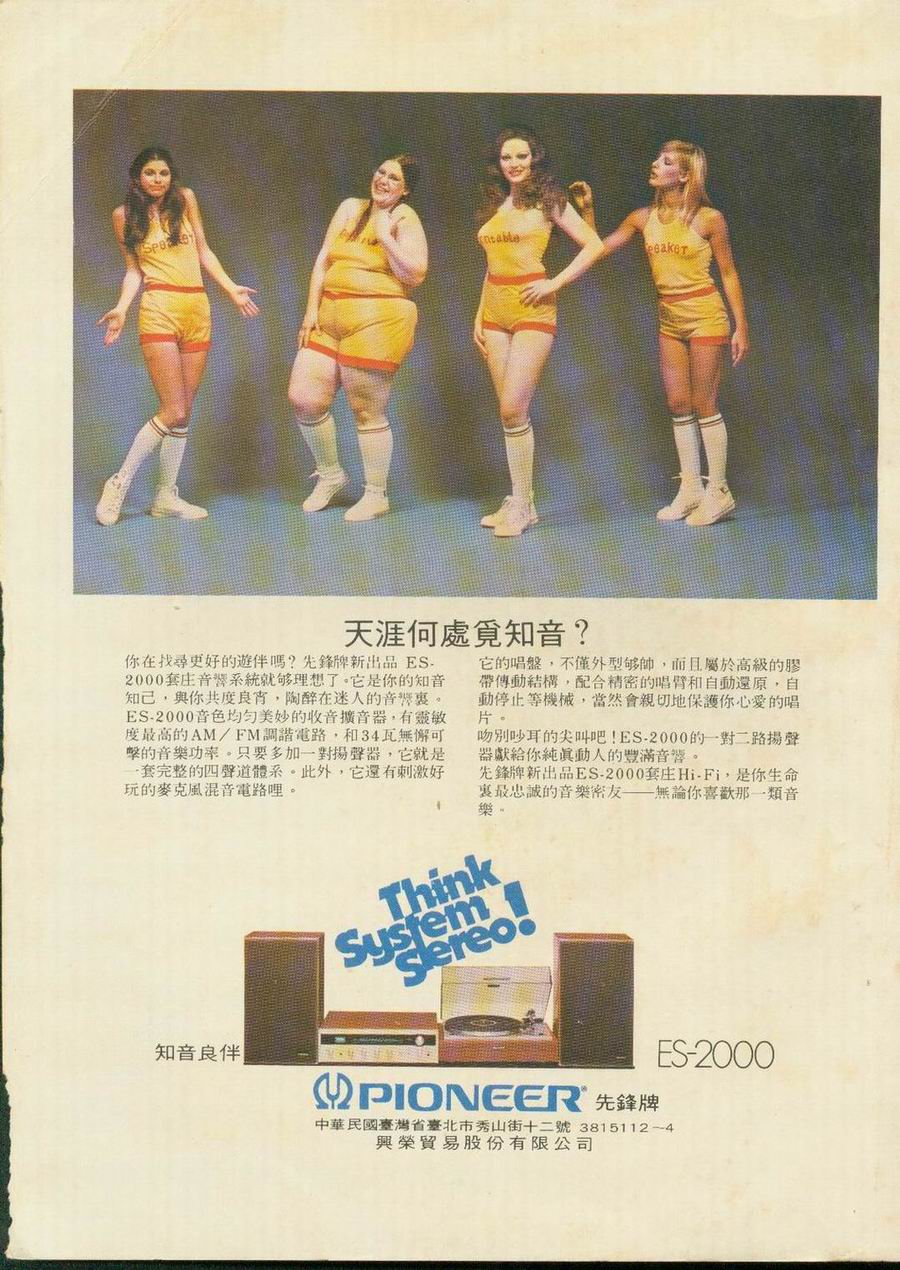 Speaker
ntable
peaker
天涯何處覓知音？
你在找尋更好的遊伴嗎？先鋒牌新出品 ES-
2000套庄音響系統就够理想了。它是你的知音
知己，與你共度良宵，陶醉在迷人的音響裏。
ES-2000音色均匀美妙的收音擴音器，有靈敏
度最高的AM／FM調諧電路，和34瓦無懈可
擊的音樂功率。只要多加一對揚聲器，它就是
一套完整的四聲道體系。此外，它還有刺激好
玩的麥克風混音電路哩。
它的唱盤，不僅外型够帥，而且屬於高級的膠
帶傳動結構，配合精密的唱臂和自動還原，自
動停止等機械，當然會親切地保護你心愛的唱
片。
吻別吵耳的尖叫吧！ES-2000的一對二路揚聲
器獻給你純眞動人的豐滿音響。
先鋒牌新出品ES-2000套庄Hi-Fi，是你生命
裏最忠誠的音樂密友——無論你喜歡那一類音
樂。
Think
System
Stereo!
知音良伴
ES-2000
PIONEER® 先鋒牌
中華民國臺灣省臺北市秀山街十二號 3815112～4
興榮貿易股份有限公司